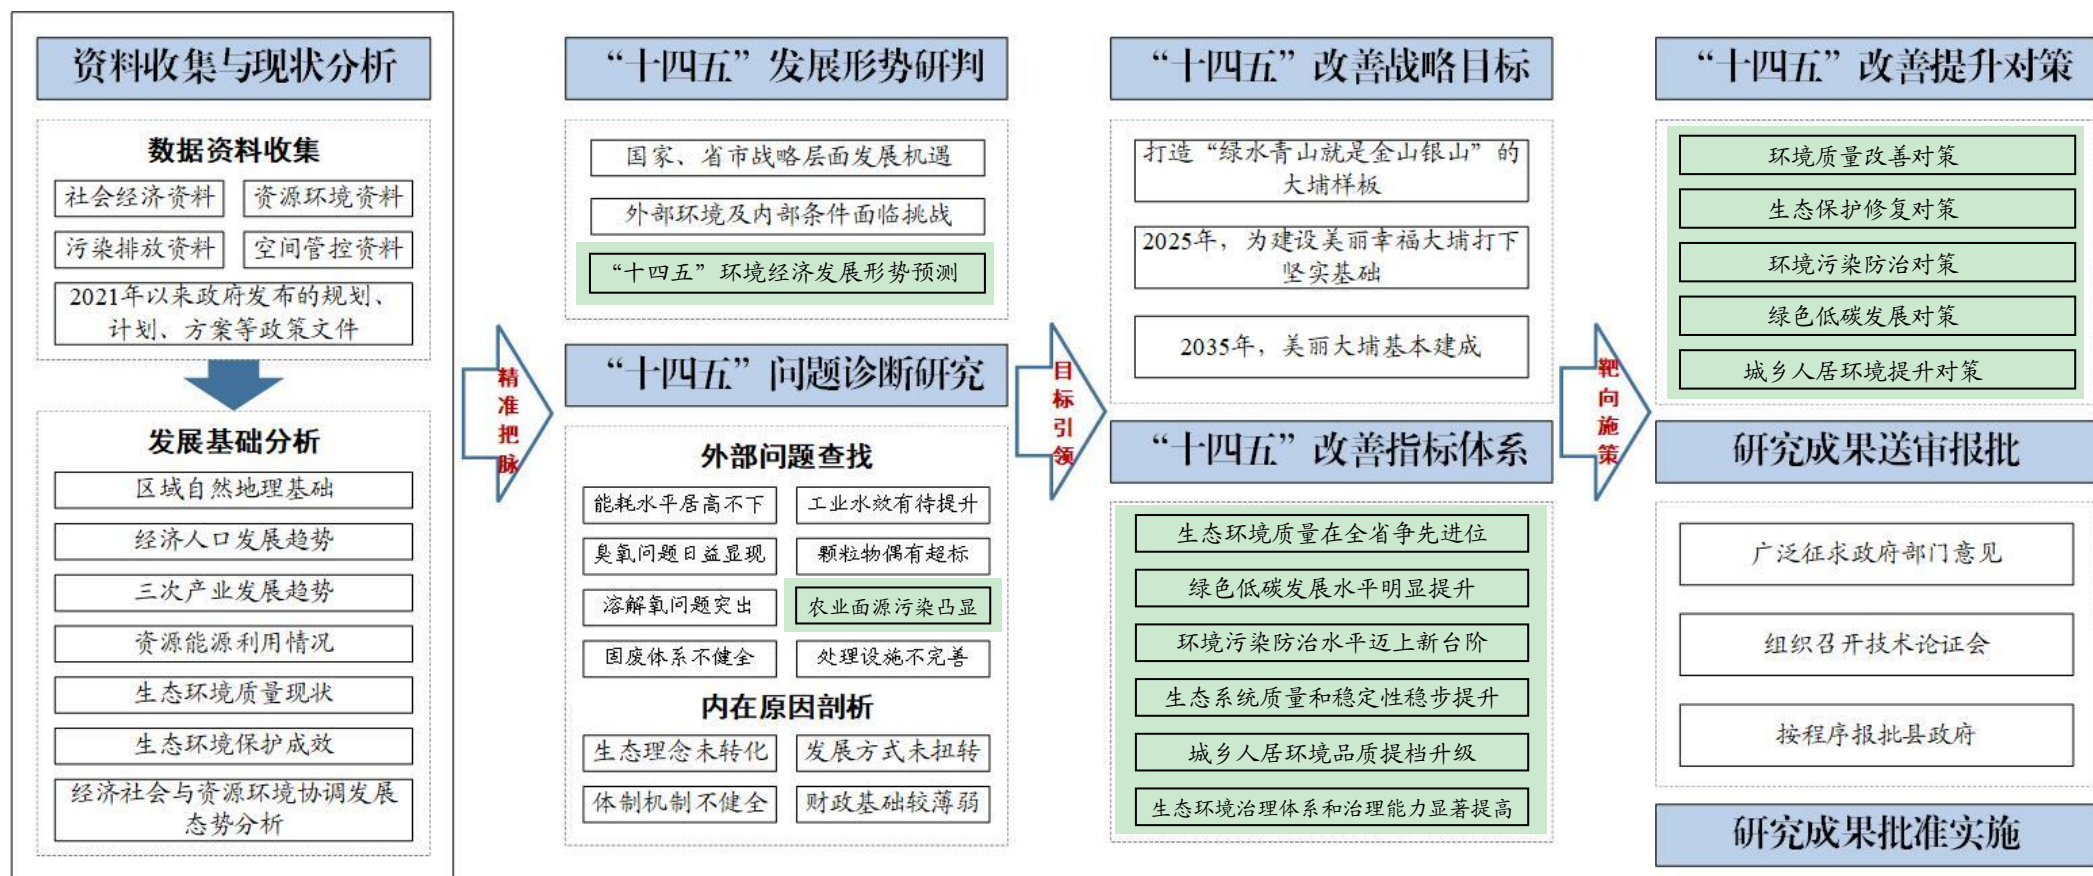 资料收集与现状分析
数据资料收集
社会经济资料
资源环境资料
污染排放资料
空间管控资料
2021年以来政府发布的规划、
计划、方案等政策文件
发展基础分析
区域自然地理基础
经济人口发展趋势
三次产业发展趋势
资源能源利用情况
生态环境质量现状
生态环境保护成效
经济社会与资源环境协调发展
态势分析
精准把脉
“十四五”发展形势研判
国家、省市战略层面发展机遇
外部环境及内部条件面临挑战
“十四五”环境经济发展形势预测
“十四五”问题诊断研究
外部问题查找
能耗水平居高不下
工业水效有待提升
臭氧问题日益显现
颗粒物偶有超标
溶解氧问题突出
农业面源污染凸显
固废体系不健全
处理设施不完善
内在原因剖析
生态理念未转化
发展方式未扭转
体制机制不健全
财政基础较薄弱
目标引领
“十四五”改善战略目标
打造“绿水青山就是金山银山”的
大埔样板
2025年，为建设美丽幸福大埔打下
坚实基础
2035年，美丽大埔基本建成
“十四五”改善指标体系
生态环境质量在全省争先进位
绿色低碳发展水平明显提升
环境污染防治水平迈上新台阶
生态系统质量和稳定性稳步提升
城乡人居环境品质提档升级
生态环境治理体系和治理能力显著提高
靶向施策
“十四五”改善提升对策
环境质量改善对策
生态保护修复对策
环境污染防治对策
绿色低碳发展对策
城乡人居环境提升对策
研究成果送审报批
广泛征求政府部门意见
组织召开技术论证会
按程序报批县政府
研究成果批准实施